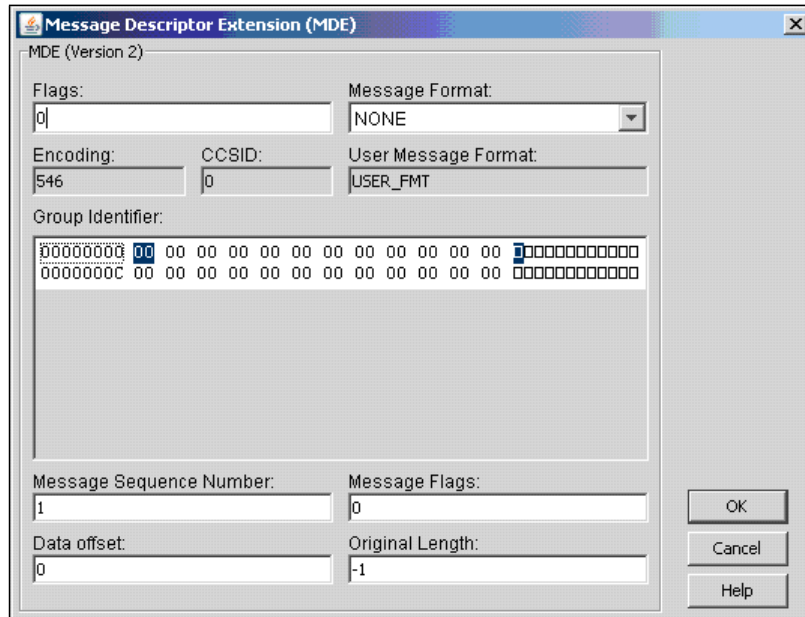 Message Descriptor Extension (MDE)
MDE (Version 2)
Flags: Message Format:
0 NONE
Encoding: CCSID: User Message Format:
546 0 USER_FMT
Group Identifier:
00000000 00 00 00 00 00 00 00 00 00 00 00 00 □□□□□□□□□□□□
0000000C 00 00 00 00 00 00 00 00 00 00 00 00 □□□□□□□□□□□□
Message Sequence Number: Message Flags:
1 0
OK
Data offset: Original Length:
0 -1
Cancel
Help